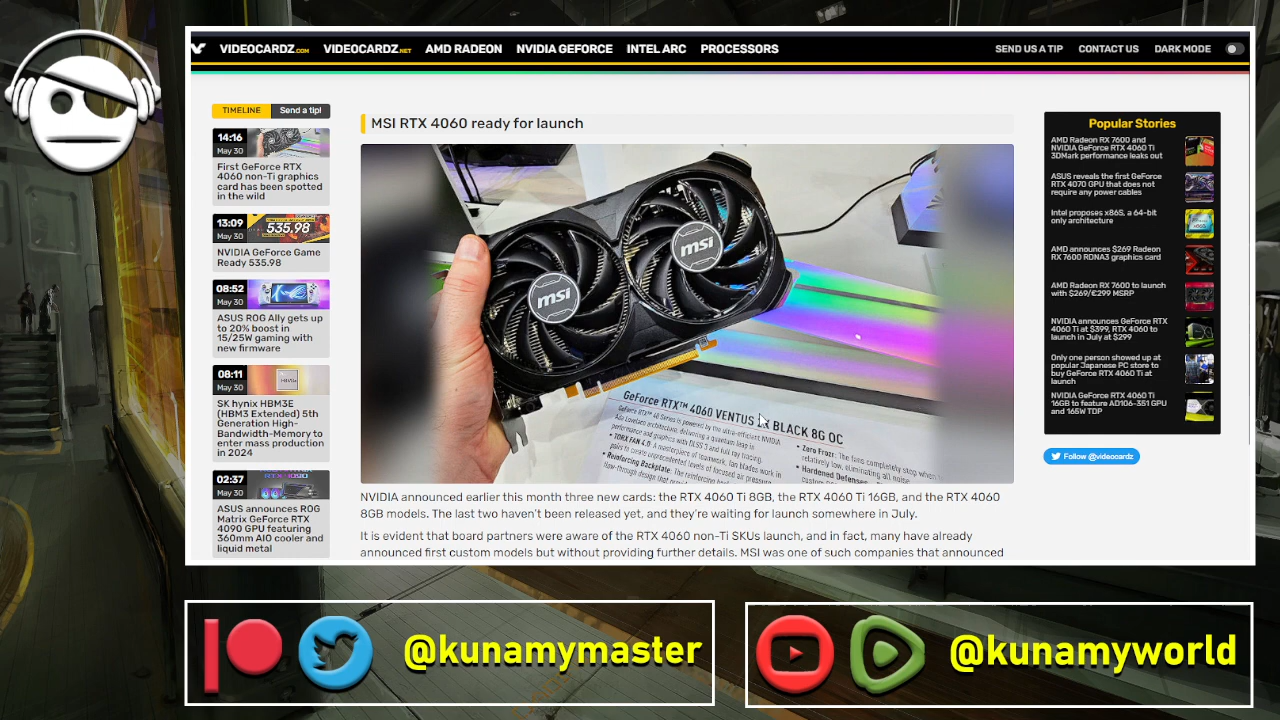 VIDEOCARDZ.COM VIDEOCARDZ.NET AMD RADEON NVIDIA GEFORCE INTEL ARC PROCESSORS SEND US A TIP CONTACT US DARK MODE
TIMELINE Send a tip!
14:16
May 30
First GeForce RTX
4060 non-Ti graphics
card has been spotted
in the wild
13:09
May 30
535.98
NVIDIA GeForce Game
Ready 535.98
08:52
May 30
ASUS ROG Ally gets up
to 20% boost in
15/25W gaming with
new firmware
08:11
May 30
SK hynix HBM3E
(HBM3 Extended) 5th
Generation High-
Bandwidth-Memory to
enter mass production
in 2024
02:37
May 30
ASUS announces ROG
Matrix GeForce RTX
4090 GPU featuring
360mm AIO cooler and
liquid metal
MSI RTX 4060 ready for launch
msi
msi
GeForce RTX™ 4060 VENTUS BLACK 8G OC
NVIDIA announced earlier this month three new cards: the RTX 4060 Ti 8GB, the RTX 4060 Ti 16GB, and the RTX 4060
8GB models. The last two haven't been released yet, and they're waiting for launch somewhere in July.
It is evident that board partners were aware of the RTX 4060 non-Ti SKUs launch, and in fact, many have already
announced first custom models but without providing further details. MSI was one of such companies that announced
Popular Stories
AMD Radeon RX 7600 and
NVIDIA GeForce RTX 4060 Ti
3DMark performance leaks out
ASUS reveals the first GeForce
RTX 4070 GPU that does not
require any power cables
Intel proposes x86S, a 64-bit
only architecture
AMD announces $269 Radeon
RX 7600 RDNA3 graphics card
AMD Radeon RX 7600 to launch
with $269/€299 MSRP
NVIDIA announces GeForce RTX
4060 Ti at $399, RTX 4060 to
launch in July at $299
Only one person showed up at
popular Japanese PC store to
buy GeForce RTX 4060 Ti at
launch
NVIDIA GeForce RTX 4060 Ti
16GB to feature AD106-351 GPU
and 165W TDP
Follow @videocardz
@kunamymaster
@kunamyworld